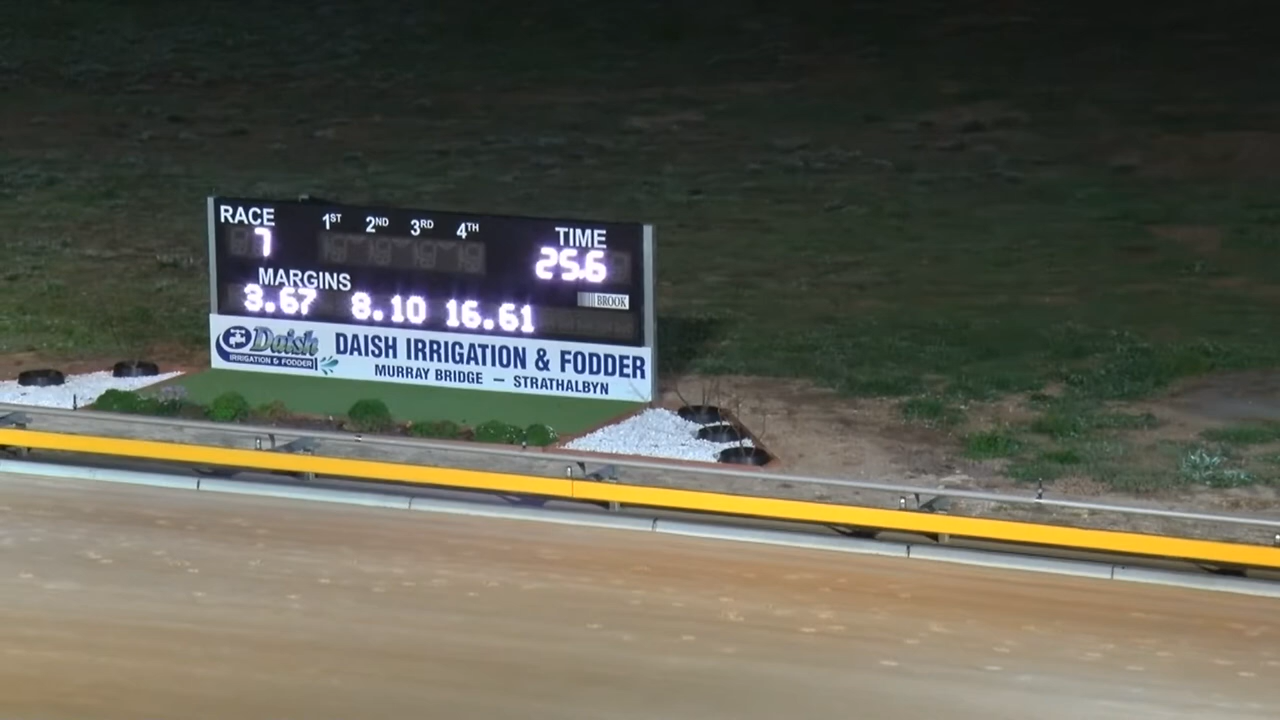 RACE 1ST 2ND 3RD 4TH TIME
7 25.6
MARGINS
BROOK
3.67 8.10 16.61
Daish
IRRIGATION & FODDER
DAISH IRRIGATION & FODDER
MURRAY BRIDGE – STRATHALBYN